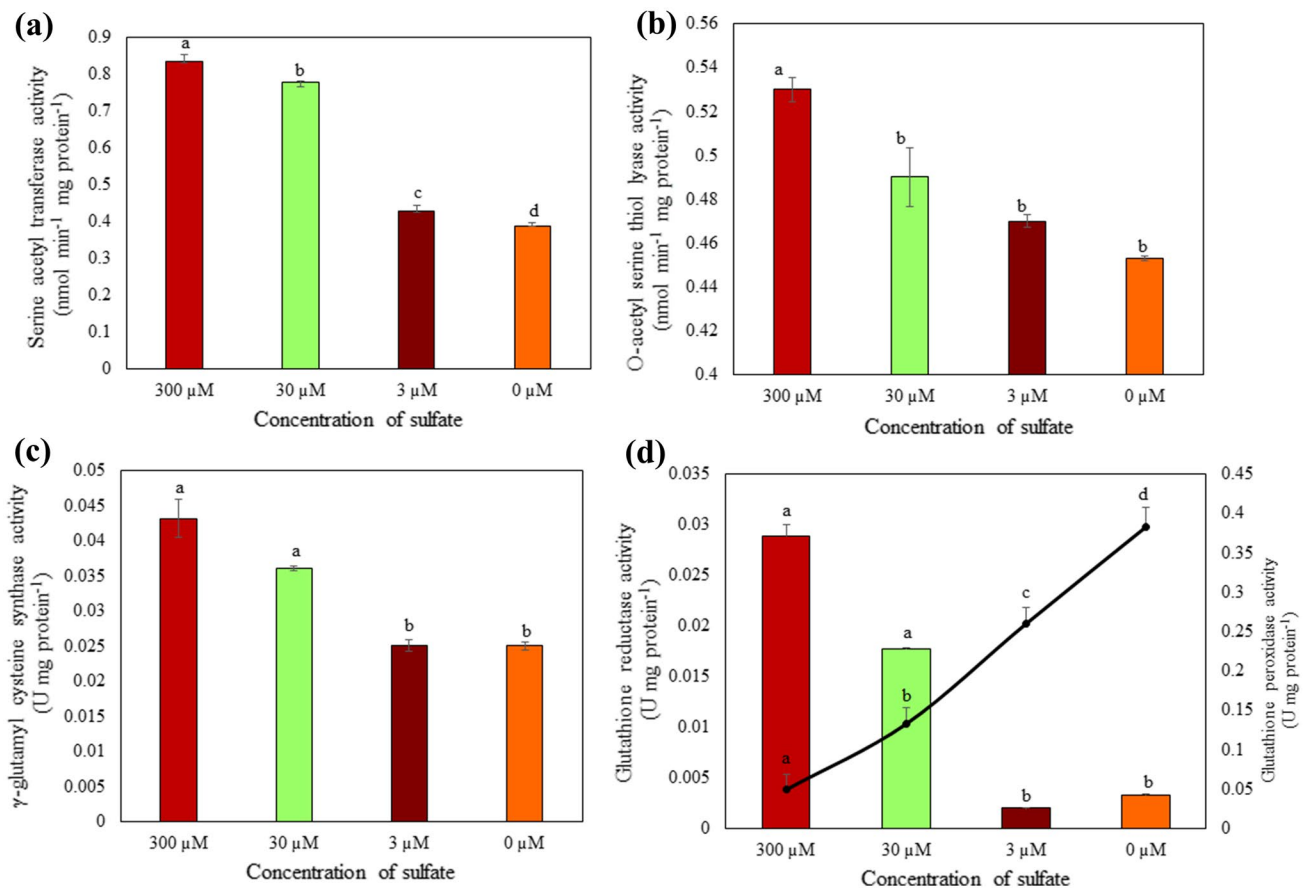 (a)
Serine acetyl transferase activity
(nmol min⁻¹ mg protein⁻¹)
0.9
0.8
0.7
0.6
0.5
0.4
0.3
0.2
0.1
0
a
b
c
d
300 µM
30 µM
3 µM
0 µM
Concentration of sulfate
(b)
O-acetyl serine thiol lyase activity
(nmol min⁻¹ mg protein⁻¹)
0.56
0.54
0.52
0.5
0.48
0.46
0.44
0.42
0.4
a
b
b
b
300 µM
30 µM
3 µM
0 µM
Concentration of sulfate
(c)
γ-glutamyl cysteine synthase activity
(U mg protein⁻¹)
0.05
0.045
0.04
0.035
0.03
0.025
0.02
0.015
0.01
0.005
0
a
a
b
b
300 µM
30 µM
3 µM
0 µM
Concentration of sulfate
(d)
Glutathione reductase activity
(U mg protein⁻¹)
0.035
0.03
0.025
0.02
0.015
0.01
0.005
0
a
a
b
b
a
b
c
d
0.45
0.4
0.35
0.3
0.25
0.2
0.15
0.1
0.05
0
Glutathione peroxidase activity
(U mg protein⁻¹)
300 µM
30 µM
3 µM
0 µM
Concentration of sulfate